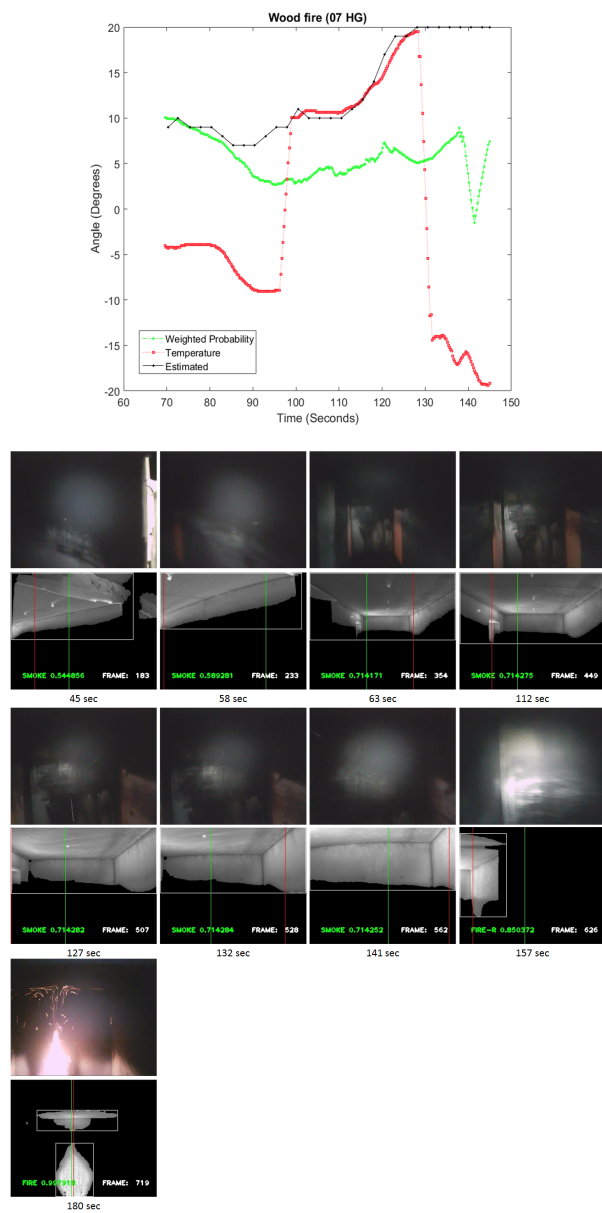 Wood fire (07 HG)
20
15
10
5
0
-5
-10
-15
-20
Angle (Degrees)
Weighted Probability
Temperature
Estimated
60 70 80 90 100 110 120 130 140 150
Time (Seconds)
SMOKE 0.544856 FRAME: 183
SMOKE 0.589281 FRAME: 233
SMOKE 0.714171 FRAME: 354
SMOKE 0.714275 FRAME: 449
45 sec
58 sec
63 sec
112 sec
SMOKE 0.714282 FRAME: 507
SMOKE 0.714284 FRAME: 528
SMOKE 0.714252 FRAME: 562
FIRE-R 0.850372 FRAME: 626
127 sec
132 sec
141 sec
157 sec
FIRE FRAME: 719
180 sec